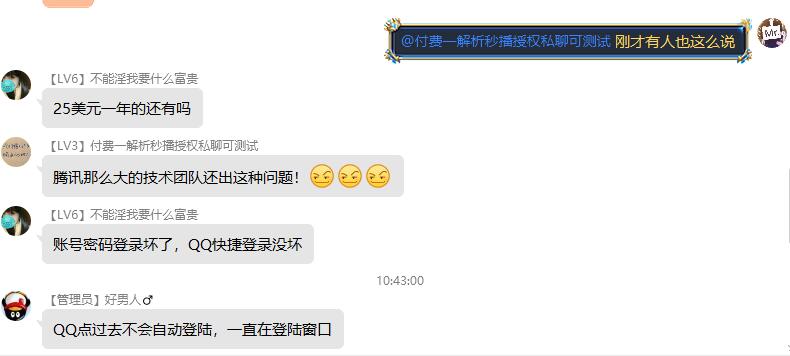 @付费一解析秒播授权私聊可测试 刚才有人也这么说
Mr.
【LV6】不能淫我要什么富贵
25美元一年的还有吗
【LV3】付费一解析秒播授权私聊可测试
腾讯那么大的技术团队还出这种问题！
【LV6】不能淫我要什么富贵
账号密码登录坏了，QQ快捷登录没坏
10:43:00
【管理员】好男人♂
QQ点过去不会自动登陆，一直在登陆窗口